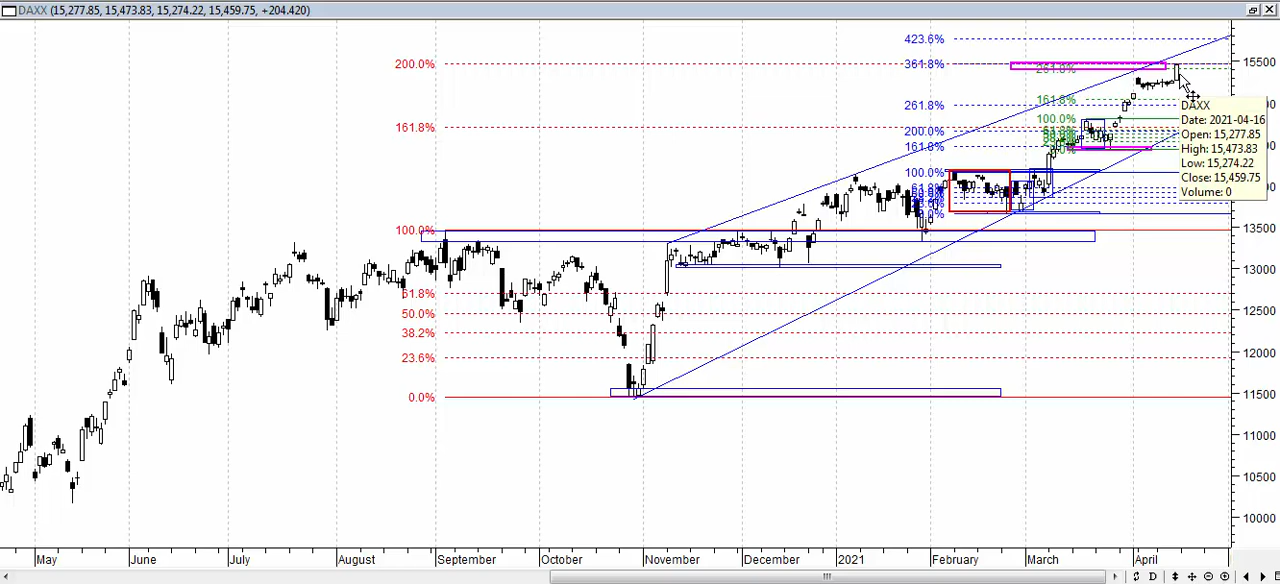 DAXX (15,277.85, 15,473.83, 15,274.22, 15,459.75, +204.420)
423.6%
200.0%
361.8%
261.8%
15500
161.8%
261.8%
DAXX
Date: 2021-04-16
100.0%
161.8%
200.0%
Open: 15,277.85
161.8%
High: 15,473.83
Low: 15,274.22
100.0%
Close: 15,459.75
Volume: 0
100.0%
13500
13000
61.8%
12500
50.0%
38.2%
12000
23.6%
11500
0.0%
11000
10500
10000
May June July August September October November December 2021 February March April
D